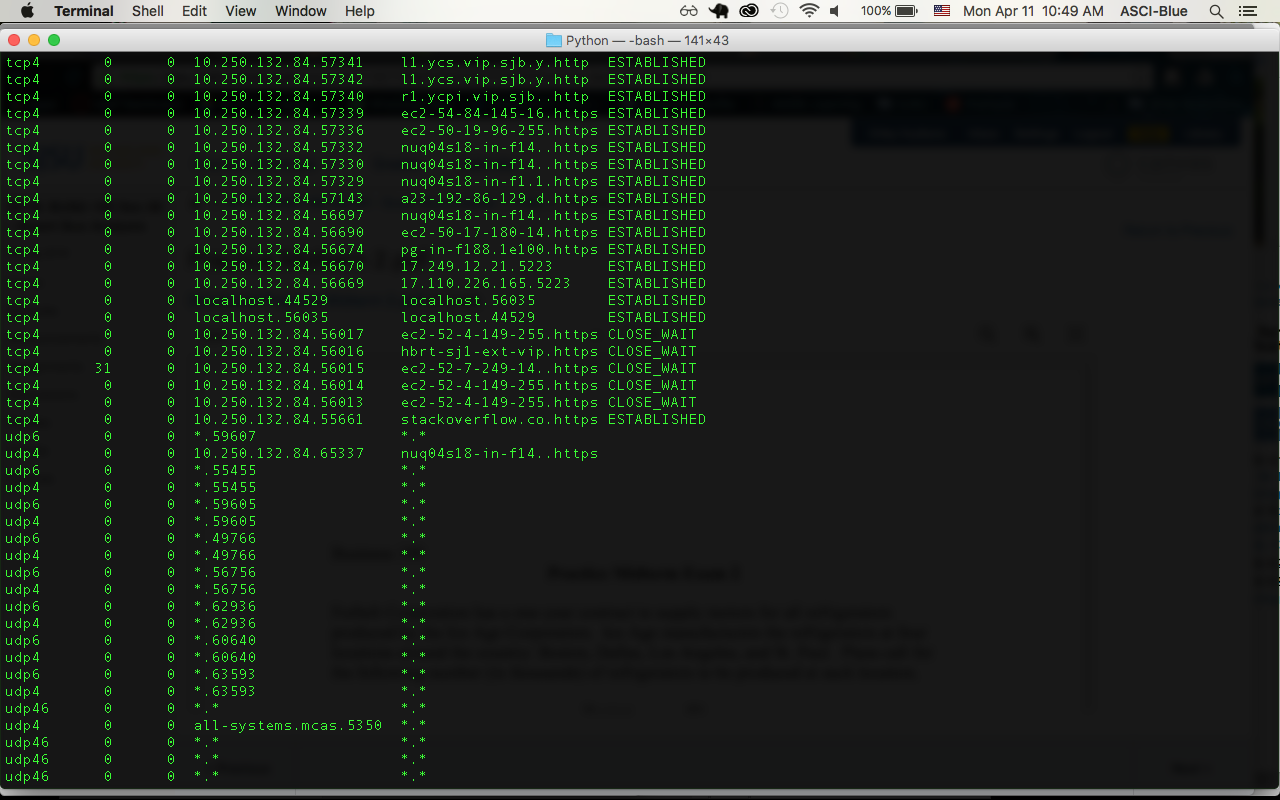 Terminal Shell Edit View Window Help 100% Mon Apr 11 10:49 AM ASCI-Blue
Python — -bash — 141×43
tcp4 0 0 10.250.132.84.57341 l1.ycs.vip.sjb.y.http ESTABLISHED
tcp4 0 0 10.250.132.84.57342 l1.ycs.vip.sjb.y.http ESTABLISHED
tcp4 0 0 10.250.132.84.57340 r1.ycpi.vip.sjb..http ESTABLISHED
tcp4 0 0 10.250.132.84.57339 ec2-54-84-145-16.https ESTABLISHED
tcp4 0 0 10.250.132.84.57336 ec2-50-19-96-255.https ESTABLISHED
tcp4 0 0 10.250.132.84.57332 nuq04s18-in-f14..https ESTABLISHED
tcp4 0 0 10.250.132.84.57330 nuq04s18-in-f14..https ESTABLISHED
tcp4 0 0 10.250.132.84.57329 nuq04s18-in-f1.1.https ESTABLISHED
tcp4 0 0 10.250.132.84.57143 a23-192-86-129.d.https ESTABLISHED
tcp4 0 0 10.250.132.84.56697 nuq04s18-in-f14..https ESTABLISHED
tcp4 0 0 10.250.132.84.56690 ec2-50-17-180-14.https ESTABLISHED
tcp4 0 0 10.250.132.84.56674 pg-in-f188.1e100.https ESTABLISHED
tcp4 0 0 10.250.132.84.56670 17.249.12.21.5223 ESTABLISHED
tcp4 0 0 10.250.132.84.56669 17.110.226.165.5223 ESTABLISHED
tcp4 0 0 localhost.44529 localhost.56035 ESTABLISHED
tcp4 0 0 localhost.56035 localhost.44529 ESTABLISHED
tcp4 0 0 10.250.132.84.56017 ec2-52-4-149-255.https CLOSE_WAIT
tcp4 0 0 10.250.132.84.56016 hbrt-sj1-ext-vip.https CLOSE_WAIT
tcp4 31 0 10.250.132.84.56015 ec2-52-7-249-14..https CLOSE_WAIT
tcp4 0 0 10.250.132.84.56014 ec2-52-4-149-255.https CLOSE_WAIT
tcp4 0 0 10.250.132.84.56013 ec2-52-4-149-255.https CLOSE_WAIT
tcp4 0 0 10.250.132.84.55661 stackoverflow.co.https ESTABLISHED
udp6 0 0 *.59607 *.*
udp4 0 0 10.250.132.84.65337 nuq04s18-in-f14..https
udp6 0 0 *.55455 *.*
udp4 0 0 *.55455 *.*
udp6 0 0 *.59605 *.*
udp4 0 0 *.59605 *.*
udp6 0 0 *.49766 *.*
udp4 0 0 *.49766 *.*
udp6 0 0 *.56756 *.*
udp4 0 0 *.56756 *.*
udp6 0 0 *.62936 *.*
udp4 0 0 *.62936 *.*
udp6 0 0 *.60640 *.*
udp4 0 0 *.60640 *.*
udp6 0 0 *.63593 *.*
udp4 0 0 *.63593 *.*
udp46 0 0 *.* *.*
udp4 0 0 all-systems.mcas.5350 *.*
udp46 0 0 *.* *.*
udp46 0 0 *.* *.*
udp46 0 0 *.* *.*